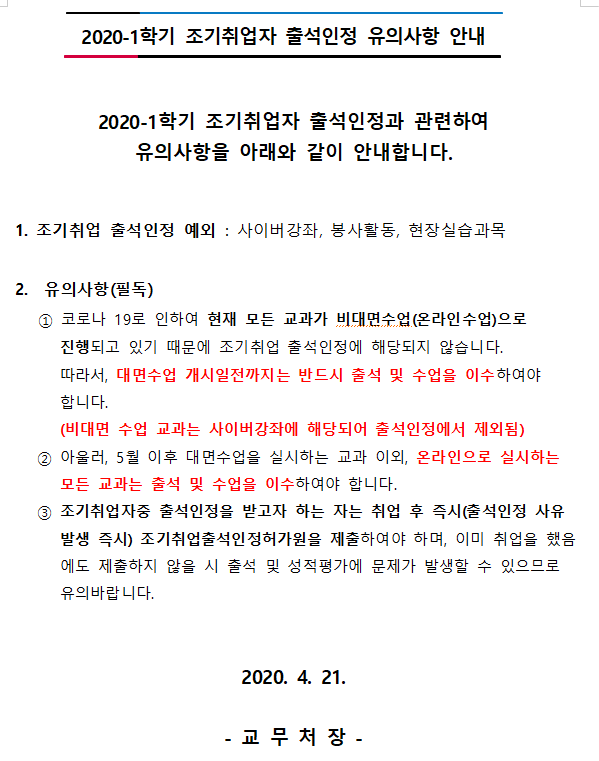 2020-1학기 조기취업자 출석인정 유의사항 안내
2020-1학기 조기취업자 출석인정과 관련하여
유의사항을 아래와 같이 안내합니다.
1. 조기취업 출석인정 예외 : 사이버강좌, 봉사활동, 현장실습과목
2. 유의사항(필독)
① 코로나 19로 인하여 현재 모든 교과가 비대면수업(온라인수업)으로
진행되고 있기 때문에 조기취업 출석인정에 해당되지 않습니다.
따라서, 대면수업 개시일전까지는 반드시 출석 및 수업을 이수하여야
합니다.
(비대면 수업 교과는 사이버강좌에 해당되어 출석인정에서 제외됨)
② 아울러, 5월 이후 대면수업을 실시하는 교과 이외, 온라인으로 실시하는
모든 교과는 출석 및 수업을 이수하여야 합니다.
③ 조기취업자중 출석인정을 받고자 하는 자는 취업 후 즉시(출석인정 사유
발생 즉시) 조기취업출석인정허가원을 제출하여야 하며, 이미 취업을 했음
에도 제출하지 않을 시 출석 및 성적평가에 문제가 발생할 수 있으므로
유의바랍니다.
2020. 4. 21.
- 교 무 처 장 -